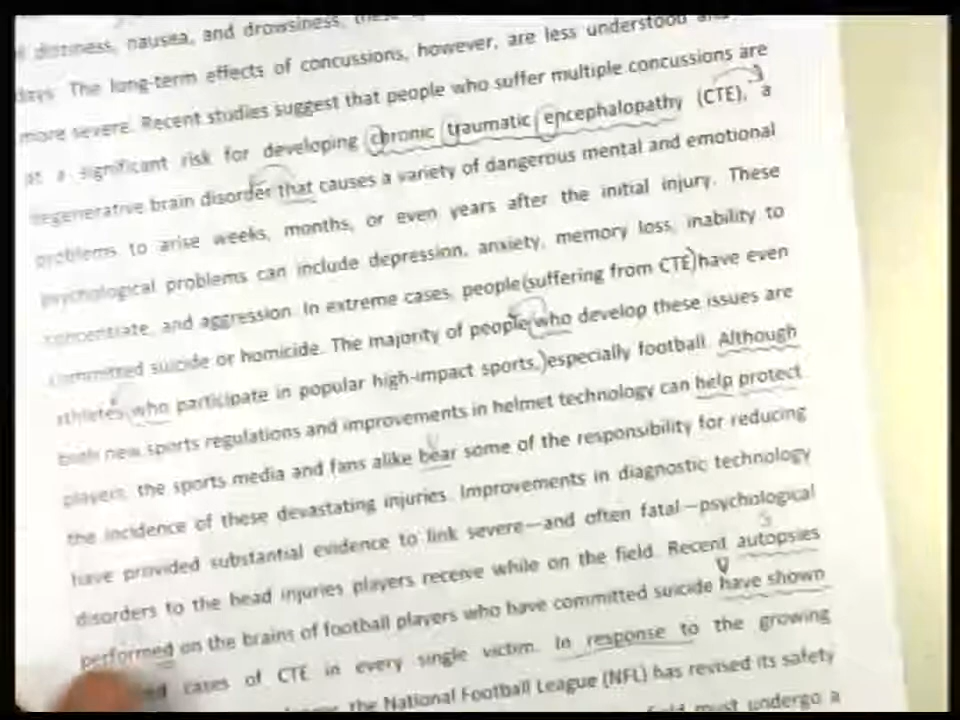 dizziness, nausea, and drowsiness,
days. The long-term effects of concussions, however, are less understood
more severe. Recent studies suggest that people who suffer multiple concussions are
at a significant risk for developing chronic traumatic encephalopathy (CTE), a
degenerative brain disorder that causes a variety of dangerous mental and emotional
problems to arise weeks, months, or even years after the initial injury. These
psychological problems can include depression, anxiety, memory loss, inability to
concentrate, and aggression. In extreme cases, people (suffering from CTE) have even
committed suicide or homicide. The majority of people (who develop these issues are
athletes who participate in popular high-impact sports,) especially football. Although
both new sports regulations and improvements in helmet technology can help protect
players, the sports media and fans alike bear some of the responsibility for reducing
the incidence of these devastating injuries. Improvements in diagnostic technology
have provided substantial evidence to link severe—and often fatal—psychological
disorders to the head injuries players receive while on the field. Recent autopsies
performed on the brains of football players who have committed suicide have shown
cases of CTE in every single victim. In response to the growing
the National Football League (NFL) has revised its safety
must undergo a